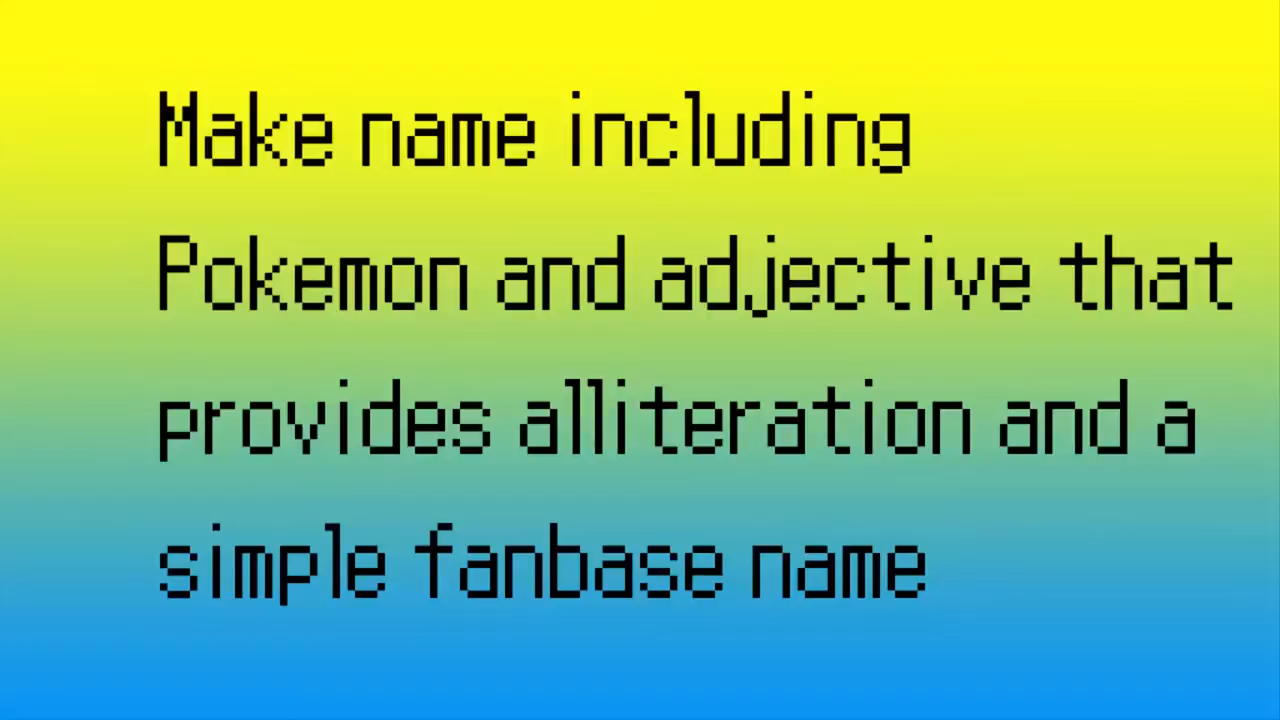 Make name including
Pokemon and adjective that
provides alliteration and a
simple fanbase name